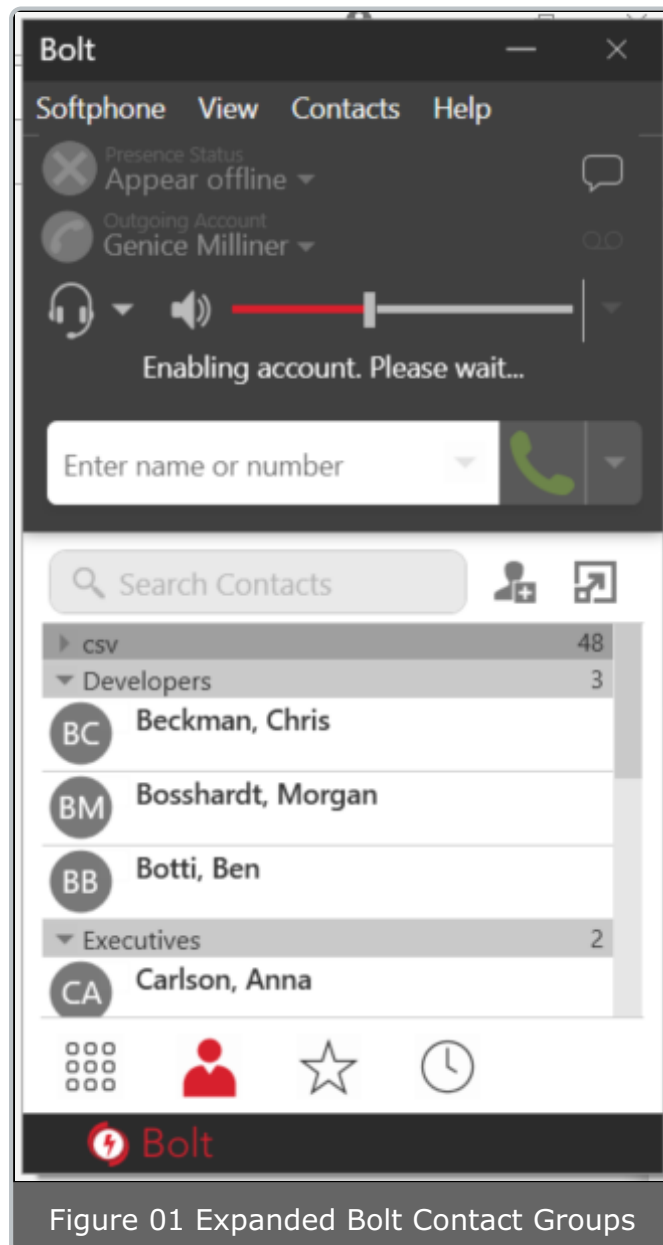 Bolt
Softphone View Contacts Help
Presence Status
Appear offline
Outgoing Account
Genice Milliner
Enabling account. Please wait...
Enter name or number
Search Contacts
csv 48
Developers 3
BC Beckman, Chris
BM Bosshardt, Morgan
BB Botti, Ben
Executives 2
CA Carlson, Anna
Bolt
Figure 01 Expanded Bolt Contact Groups